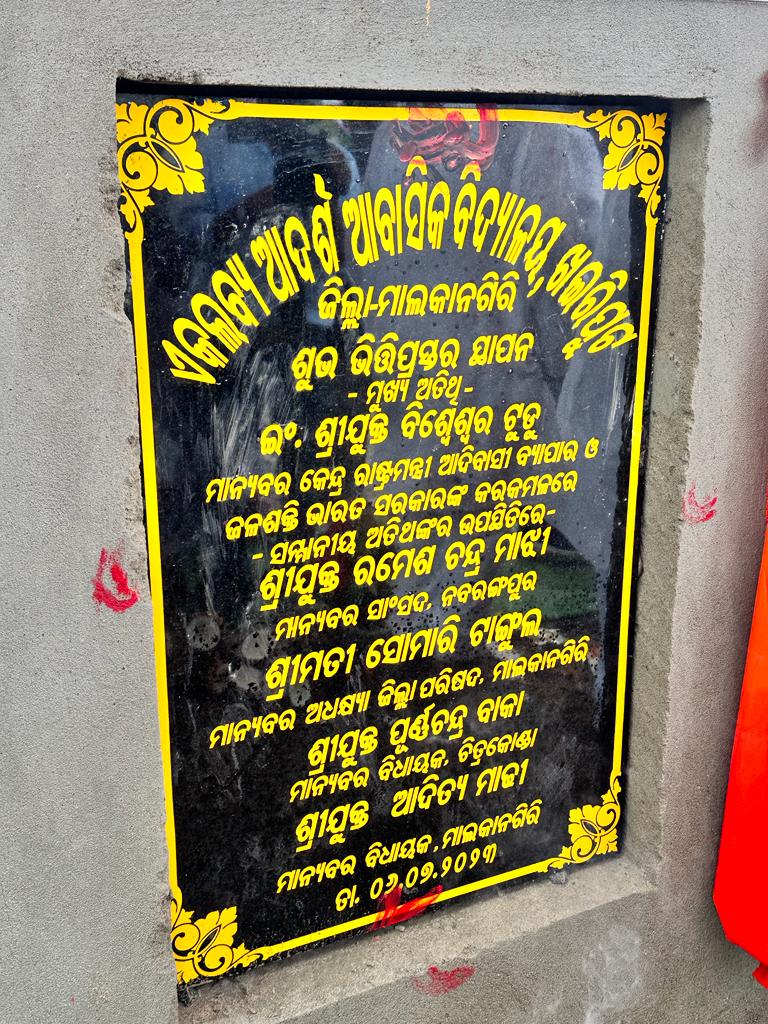 ଏକଲବ୍ୟ ଆଦର୍ଶ ଆବାସିକ ବିଦ୍ୟାଳୟ, ଖଇରିପୁଟ
ଜିଲ୍ଲା-ମାଲକାନଗିରି
ଶୁଭ ଭିତ୍ତିପ୍ରସ୍ତର ସ୍ଥାପନ
- ମୁଖ୍ୟ ଅତିଥି-
ଇଂ. ଶ୍ରୀଯୁକ୍ତ ବିଶ୍ୱେଶ୍ୱର ଟୁଡୁ
ମାନ୍ୟବର କେନ୍ଦ୍ର ରାଷ୍ଟ୍ରମନ୍ତ୍ରୀ ଆଦିବାସୀ ବ୍ୟାପାର ଓ
ଜଳଶକ୍ତି ଭାରତ ସରକାରଙ୍କ କରକମଳରେ
- ସମ୍ମାନୀୟ ଅତିଥିଙ୍କର ଉପସ୍ଥିତିରେ-
ଶ୍ରୀଯୁକ୍ତ ରମେଶ ଚନ୍ଦ୍ର ମାଝୀ
ମାନ୍ୟବର ସାଂସଦ, ନବରଙ୍ଗପୁର
ଶ୍ରୀମତୀ ସୋମାରି ଟାଙ୍ଗୁଲ
ମାନ୍ୟବର ଅଧକ୍ଷ୍ୟା ଜିଲ୍ଲା ପରିଷଦ, ମାଲକାନଗିରି
ଶ୍ରୀଯୁକ୍ତ ପୂର୍ଣ୍ଣଚନ୍ଦ୍ର ବାକା
ମାନ୍ୟବର ବିଧାୟକ, ଚିତ୍ରକୋଣ୍ଡା
ଶ୍ରୀଯୁକ୍ତ ଆଦିତ୍ୟ ମାଢୀ
ମାନ୍ୟବର ବିଧାୟକ, ମାଲକାନଗିରି
ତା. ୦୬.୦୭.୨୦୨୩